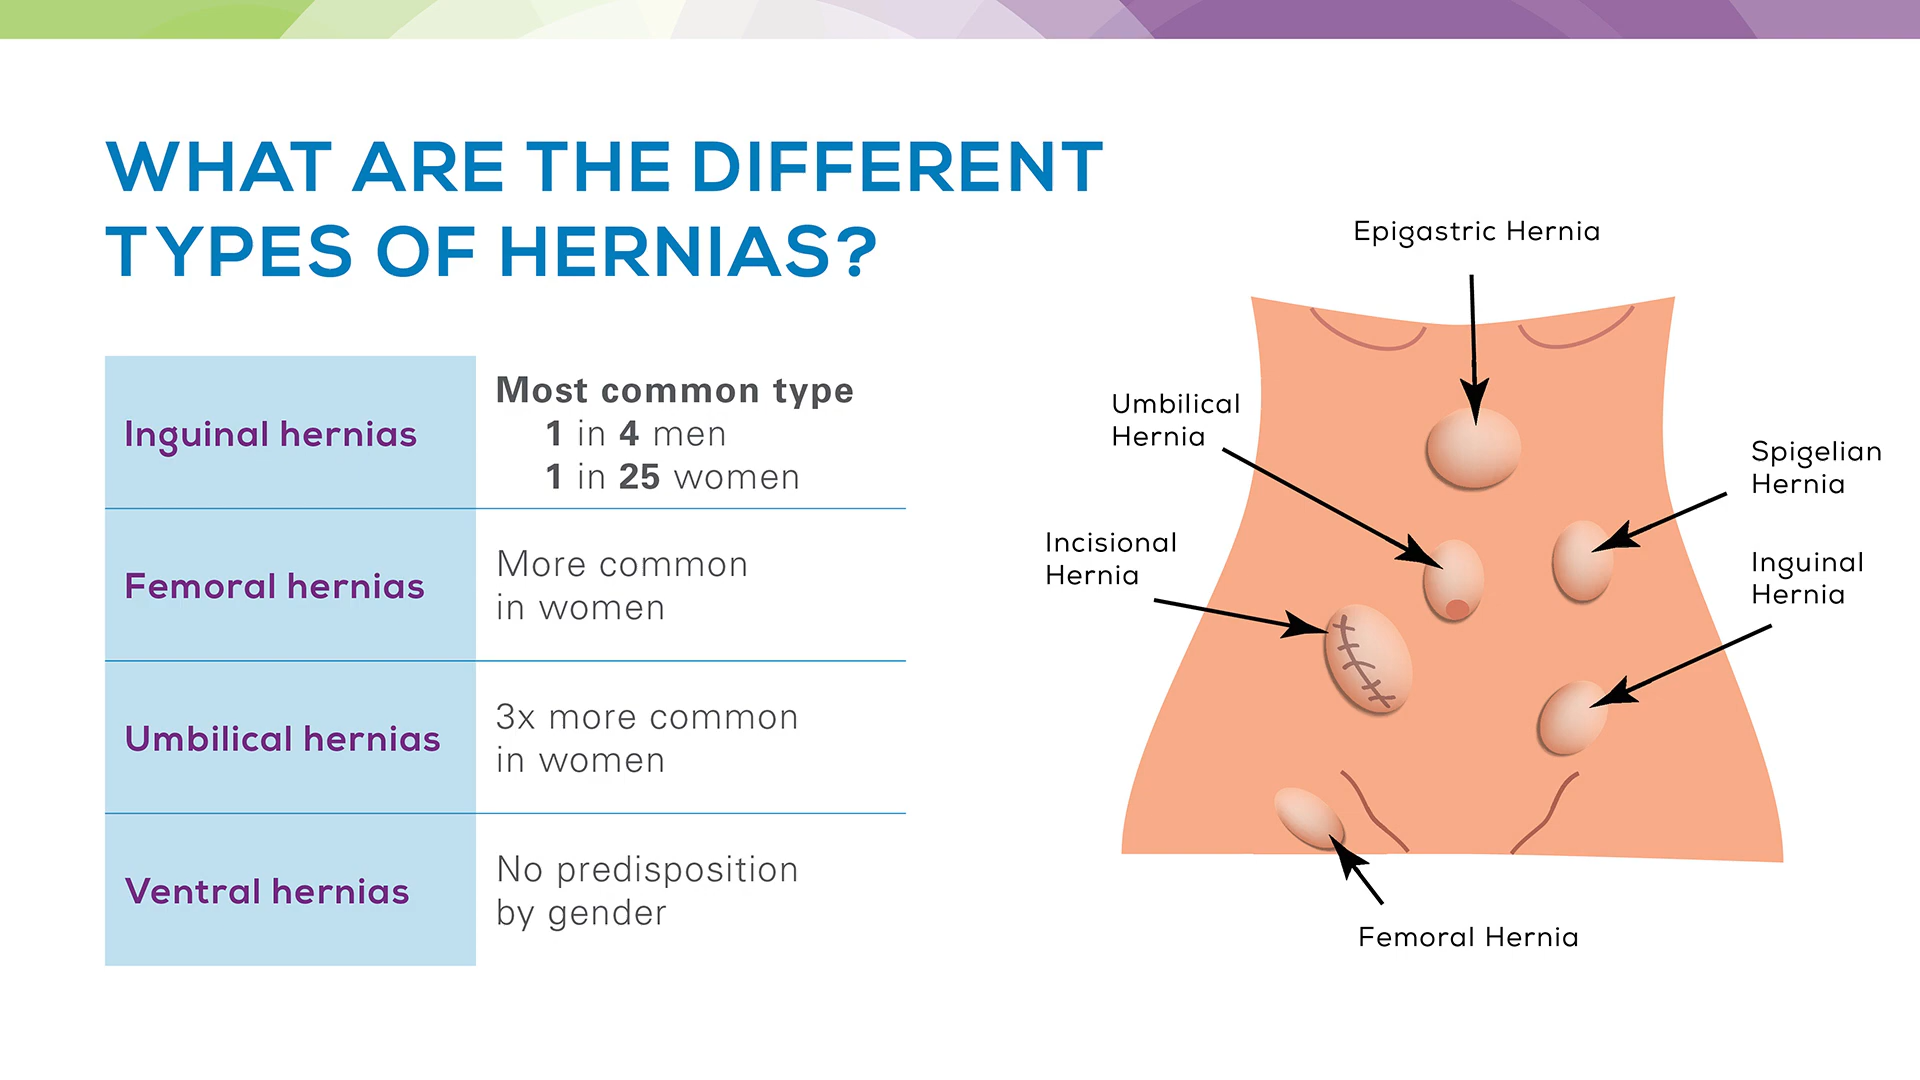 WHAT ARE THE DIFFERENT
TYPES OF HERNIAS?
Inguinal hernias
Most common type
1 in 4 men
1 in 25 women
Femoral hernias
More common
in women
Umbilical hernias
3x more common
in women
Ventral hernias
No predisposition
by gender
Epigastric Hernia
Umbilical
Hernia
Spigelian
Hernia
Incisional
Hernia
Inguinal
Hernia
Femoral Hernia